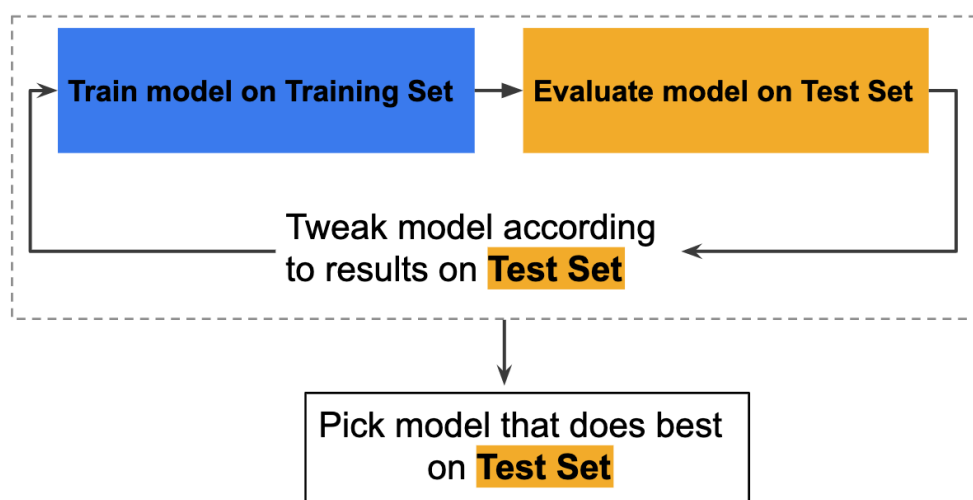 Train model on Training Set
Evaluate model on Test Set
Tweak model according
to results on Test Set
Pick model that does best
on Test Set